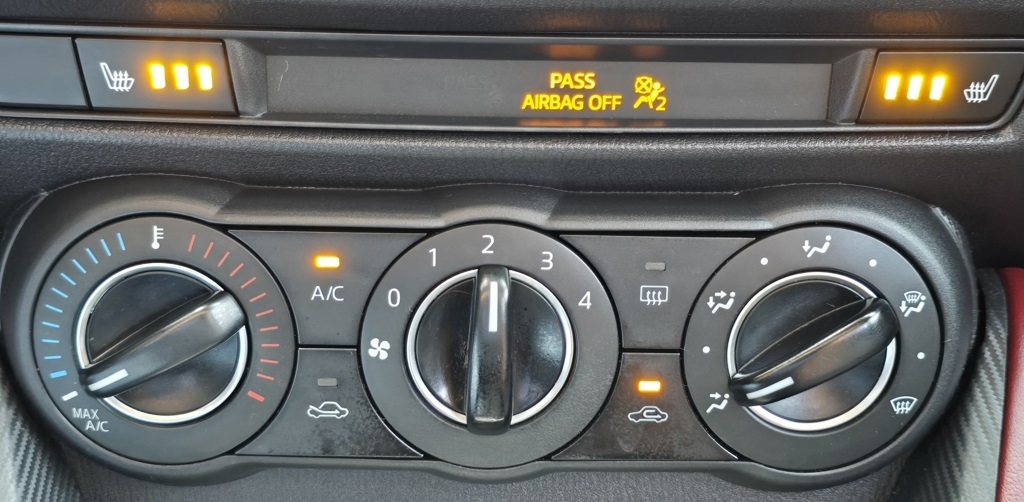 PASS
AIRBAG OFF
2
A/C
0 1 2 3 4
MAX
A/C